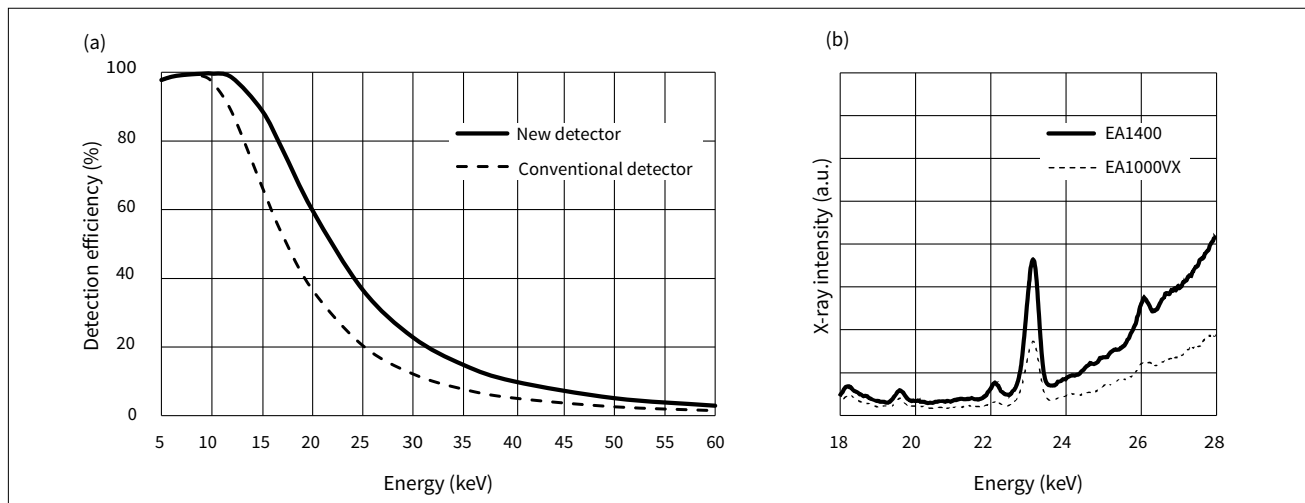 (a)
100
80
60
40
20
0
Detection efficiency (%)
New detector
Conventional detector
5 10 15 20 25 30 35 40 45 50 55 60
Energy (keV)
(b)
X-ray intensity (a.u.)
EA1400
EA1000VX
18 20 22 24 26 28
Energy (keV)